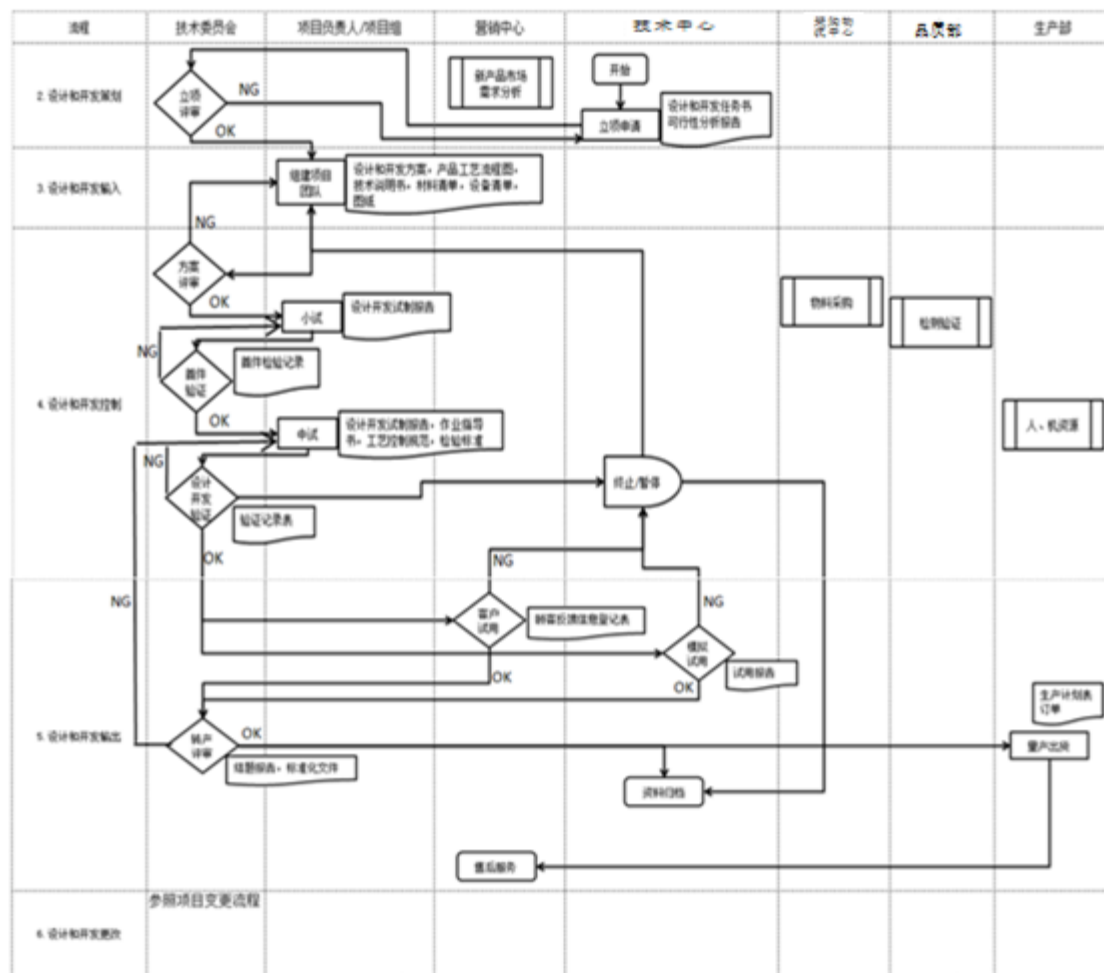 流程
技术委员会
项目负责人/项目组
营销中心
技术中心
品质部
生产部
2. 设计和开发策划
立项
评审
NG
OK
新产品市场
需求分析
开始
立项申请
设计和开发任务书
可行性分析报告
3. 设计和开发输入
组建项目
团队
设计和开发方案，产品工艺流程图，
技术说明书，材料清单，设备清单，
图纸
NG
方案
评审
OK
小试
设计开发试制报告
物料采购
检测验证
NG
首件
验证
首件检验记录
4. 设计和开发控制
OK
中试
设计开发试制报告，作业指导
书，工艺控制规范，检验标准
人、机资源
NG
设计
开发
验证
验证记录表
终止/暂停
OK
NG
NG
客户
试用
顾客反馈信息登记表
NG
模拟
试用
试用报告
OK
OK
生产计划表
订单
5. 设计和开发输出
转产
评审
OK
量产出货
结题报告，标准化文件
资料归档
售后服务
参照项目变更流程
6. 设计和开发更改